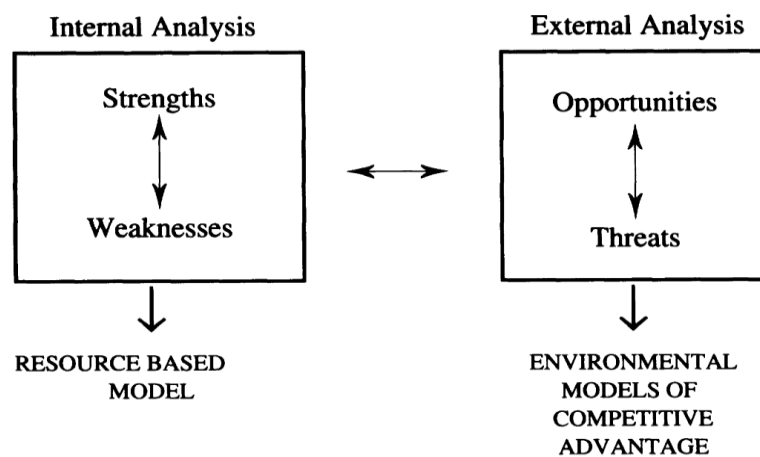 Internal Analysis
Strengths
Weaknesses
RESOURCE BASED
MODEL
External Analysis
Opportunities
Threats
ENVIRONMENTAL
MODELS OF
COMPETITIVE
ADVANTAGE